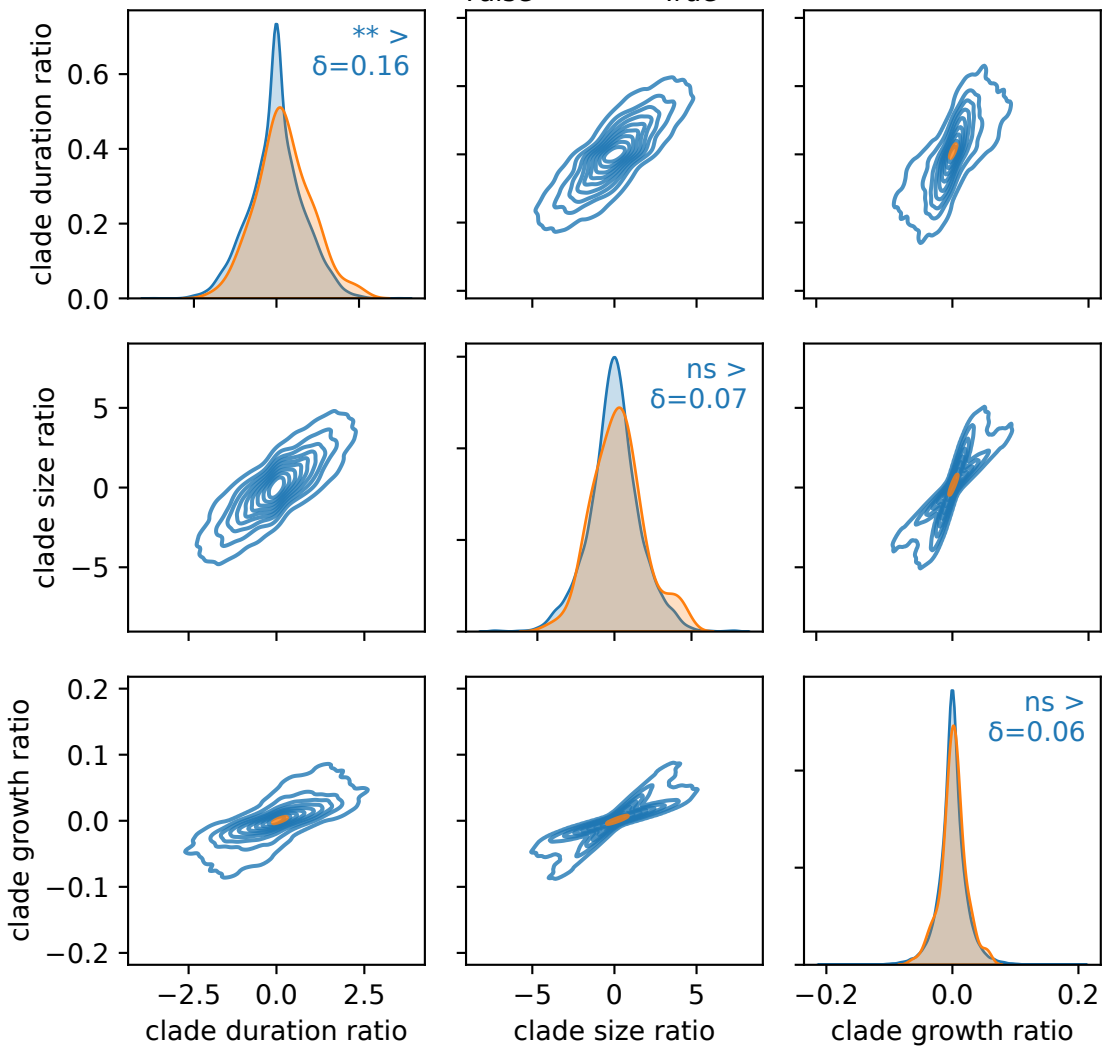 ** >
δ=0.16
clade duration ratio
0.6
0.4
0.2
0.0
ns >
δ=0.07
clade size ratio
5
0
−5
ns >
δ=0.06
clade growth ratio
0.2
0.1
0.0
−0.1
−0.2
−2.5 0.0 2.5 −5 0 5 −0.2 0.0 0.2
clade duration ratio clade size ratio clade growth ratio